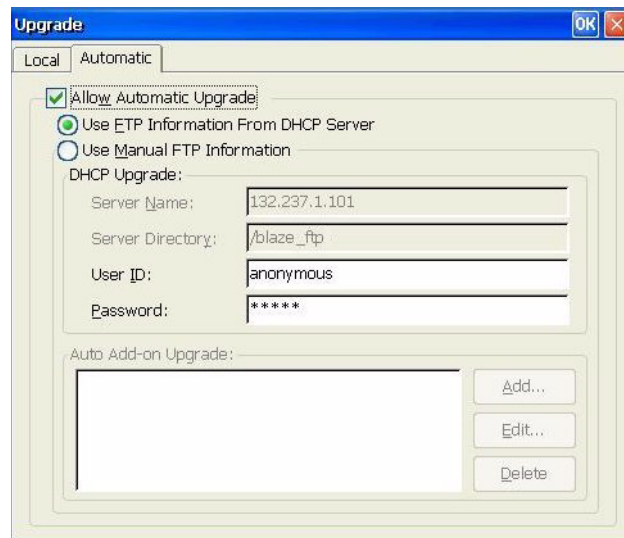 Upgrade OK
Local Automatic
Allow Automatic Upgrade
Use FTP Information From DHCP Server
Use Manual FTP Information
DHCP Upgrade:
Server Name: 132.237.1.101
Server Directory: /blaze_ftp
User ID: anonymous
Password: *****
Auto Add-on Upgrade:
Add...
Edit...
Delete